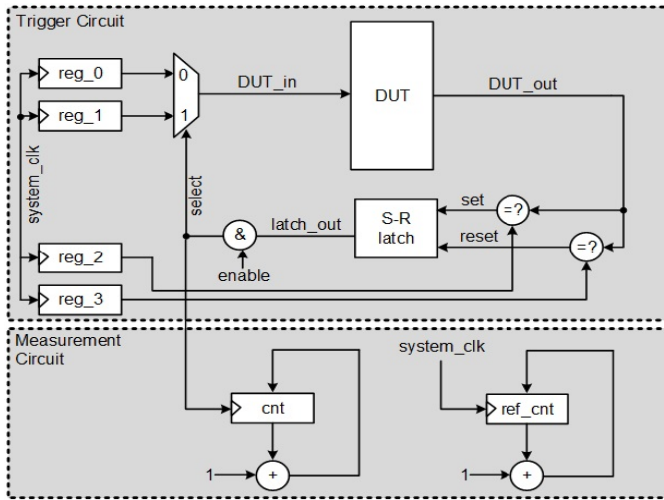 Trigger Circuit
reg_0
0
DUT_in
DUT
DUT_out
reg_1
1
system_clk
select
set
=?
S-R
latch
&
latch_out
reset
=?
enable
reg_2
reg_3
Measurement
Circuit
system_clk
cnt
ref_cnt
1
+
1
+